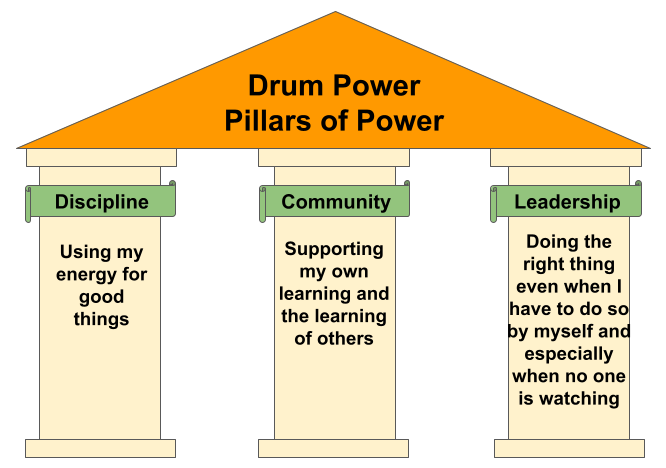 Drum Power
Pillars of Power
Discipline
Using my
energy for
good
things
Community
Supporting
my own
learning and
the learning
of others
Leadership
Doing the
right thing
even when I
have to do so
by myself and
especially
when no one
is watching